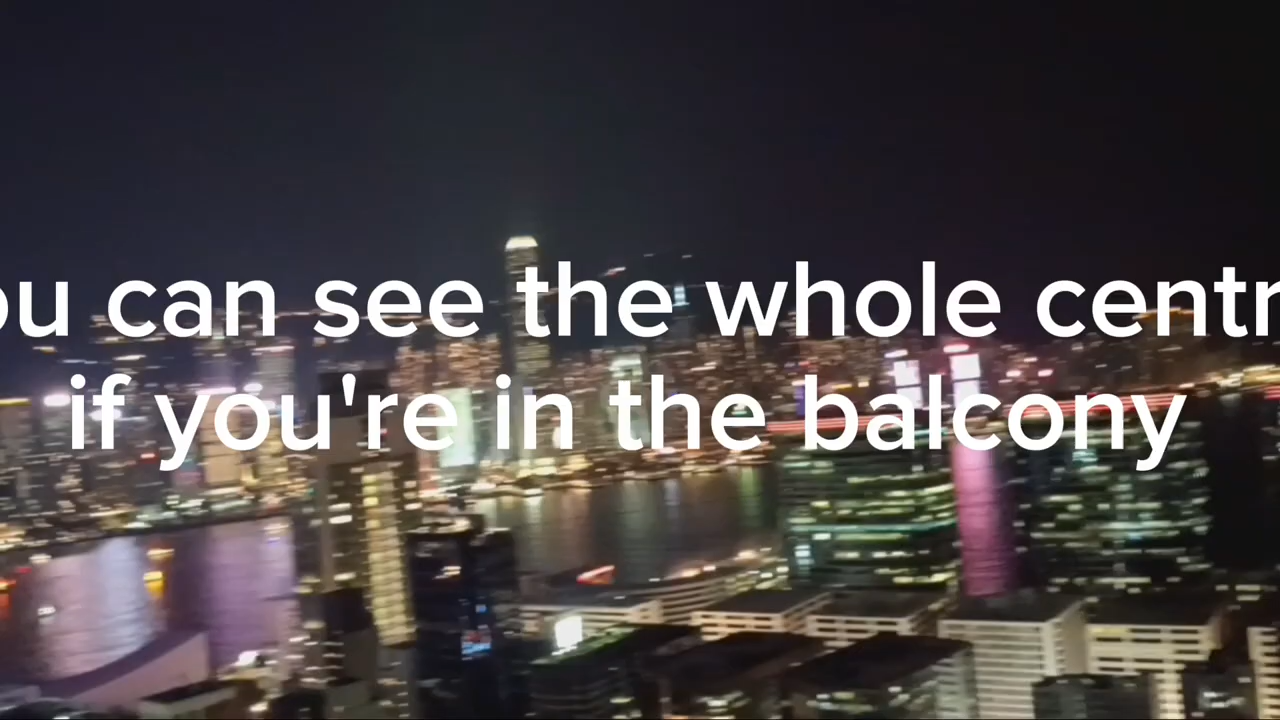 ou can see the whole centr
if you're in the balcony